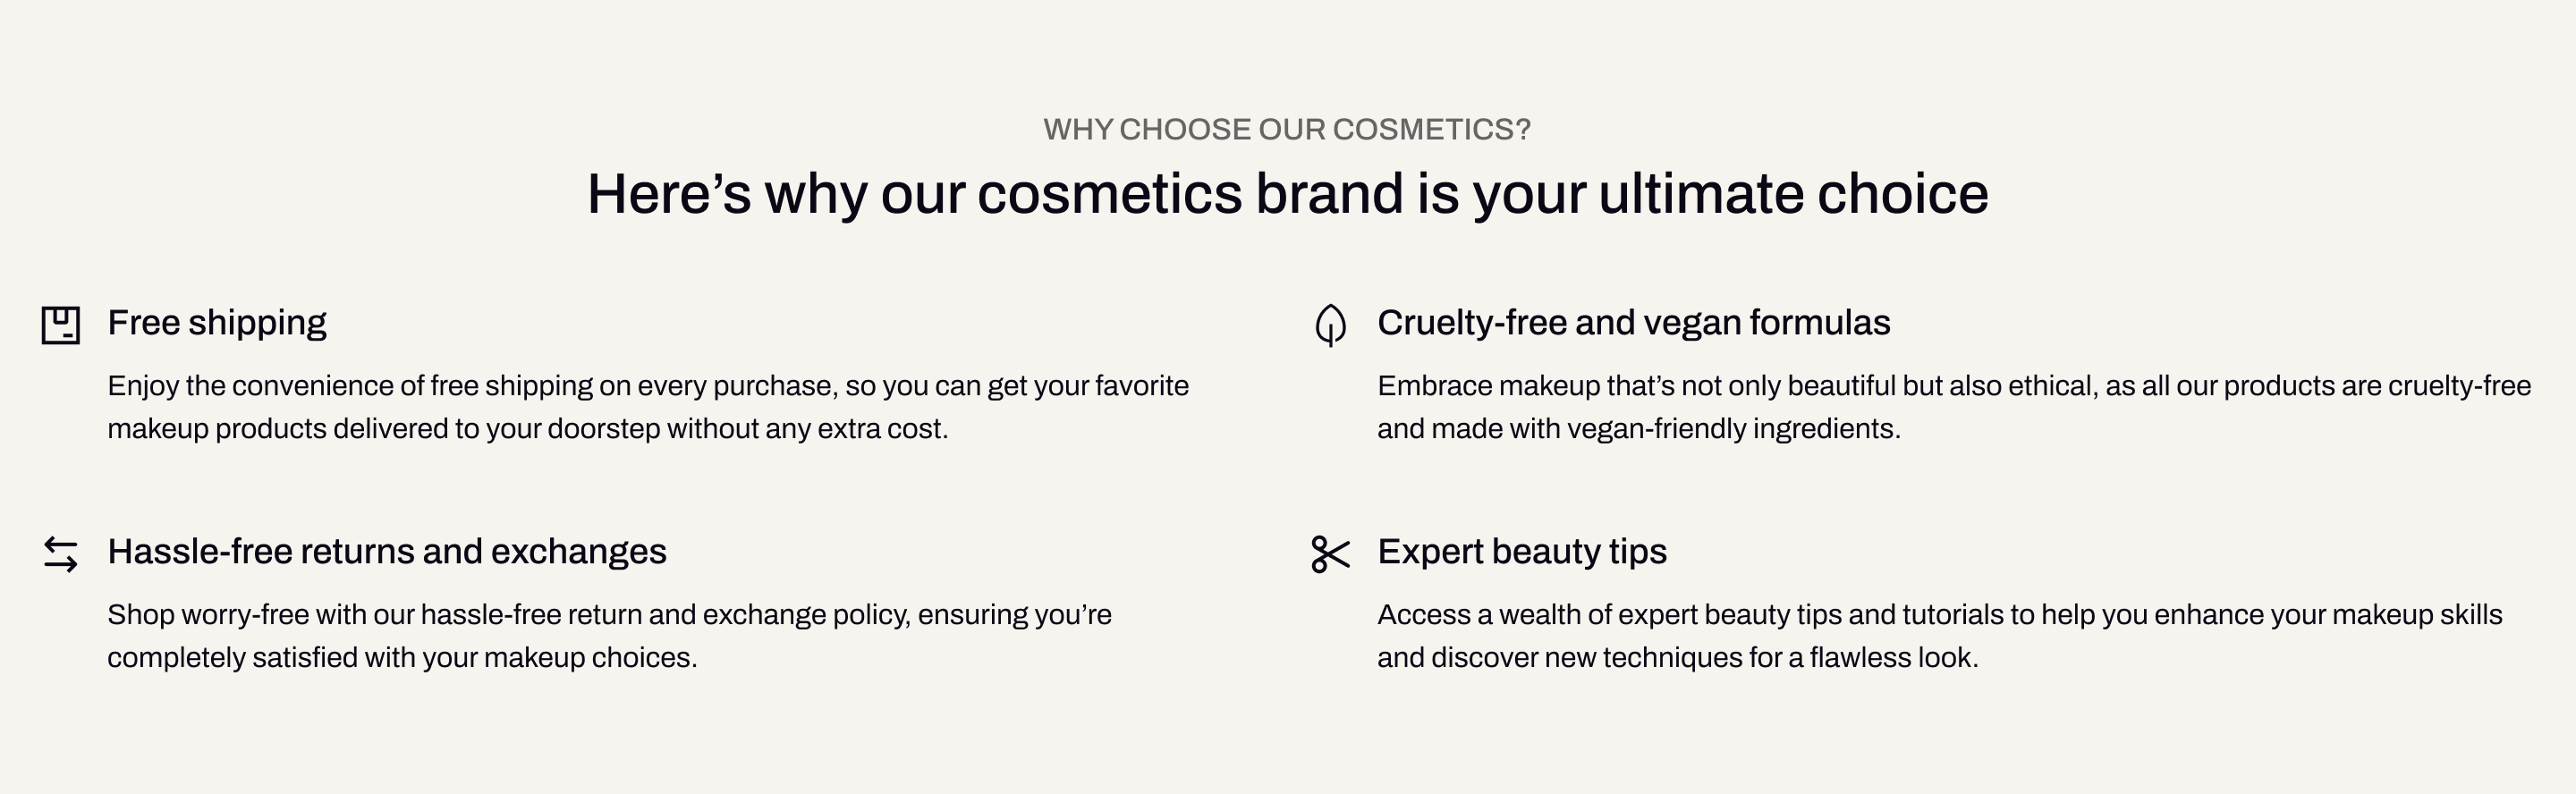 WHY CHOOSE OUR COSMETICS?
Here’s why our cosmetics brand is your ultimate choice
Free shipping
Enjoy the convenience of free shipping on every purchase, so you can get your favorite
makeup products delivered to your doorstep without any extra cost.
Cruelty-free and vegan formulas
Embrace makeup that’s not only beautiful but also ethical, as all our products are cruelty-free
and made with vegan-friendly ingredients.
Hassle-free returns and exchanges
Shop worry-free with our hassle-free return and exchange policy, ensuring you’re
completely satisfied with your makeup choices.
Expert beauty tips
Access a wealth of expert beauty tips and tutorials to help you enhance your makeup skills
and discover new techniques for a flawless look.